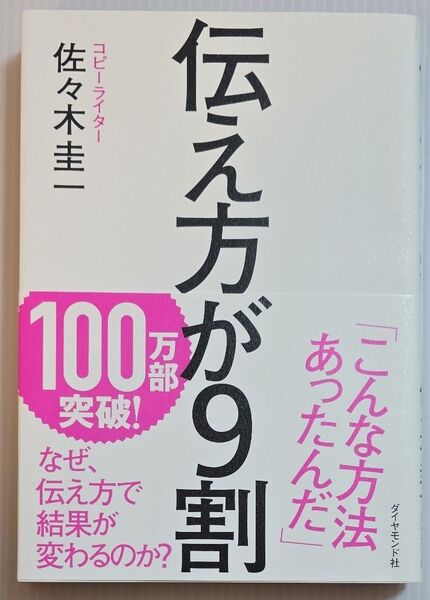 伝え方が9割
コピーライター
佐々木圭一
「こんな方法
あったんだ」
100万部
突破!
なぜ、
伝え方で
結果が
変わるのか?
ダイヤモンド社